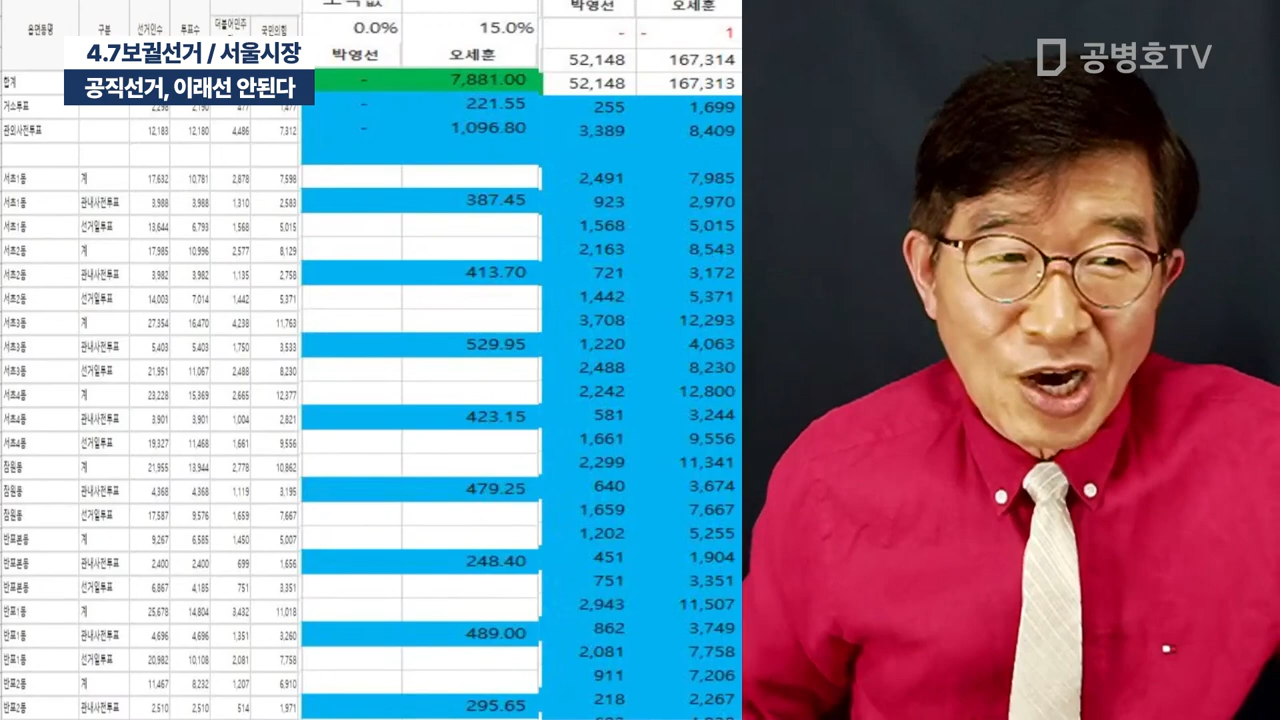 4.7보궐선거 / 서울시장
공직선거, 이래선 안된다
공병호TV
읍면동명 구분 선거인수 투표수 더불어민주 국민의힘
0.0% 15.0% - - 1
박영선 오세훈 박영선 오세훈
52,148 167,314
합계 - 7,881.00 52,148 167,313
거소투표 - 221.55 255 1,699
관외사전투표 12,183 12,180 4,486 7,312 - 1,096.80 3,389 8,409
서초1동 계 17,632 10,781 2,878 7,598 2,491 7,985
서초1동 관내사전투표 3,988 3,988 1,310 2,583 387.45 923 2,970
서초1동 선거일투표 13,644 6,793 1,568 5,015 1,568 5,015
서초2동 계 17,985 10,996 2,577 8,129 2,163 8,543
서초2동 관내사전투표 3,982 3,982 1,135 2,758 413.70 721 3,172
서초2동 선거일투표 14,003 7,014 1,442 5,371 1,442 5,371
서초3동 계 27,354 16,470 4,238 11,763 3,708 12,293
서초3동 관내사전투표 5,403 5,403 1,750 3,533 529.95 1,220 4,063
서초3동 선거일투표 21,951 11,067 2,488 8,230 2,488 8,230
서초4동 계 23,228 15,369 2,665 12,377 2,242 12,800
서초4동 관내사전투표 3,901 3,901 1,004 2,821 423.15 581 3,244
서초4동 선거일투표 19,327 11,468 1,661 9,556 1,661 9,556
잠원동 계 21,955 13,944 2,778 10,862 2,299 11,341
잠원동 관내사전투표 4,368 4,368 1,119 3,195 479.25 640 3,674
잠원동 선거일투표 17,587 9,576 1,659 7,667 1,659 7,667
반포본동 계 9,267 6,585 1,450 5,007 1,202 5,255
반포본동 관내사전투표 2,400 2,400 699 1,656 248.40 451 1,904
반포본동 선거일투표 6,867 4,185 751 3,351 751 3,351
반포1동 계 25,678 14,804 3,432 11,018 2,943 11,507
반포1동 관내사전투표 4,696 4,696 1,351 3,260 489.00 862 3,749
반포1동 선거일투표 20,982 10,108 2,081 7,758 2,081 7,758
반포2동 계 11,467 8,232 1,207 6,910 911 7,206
반포2동 관내사전투표 2,510 2,510 514 1,971 295.65 218 2,267